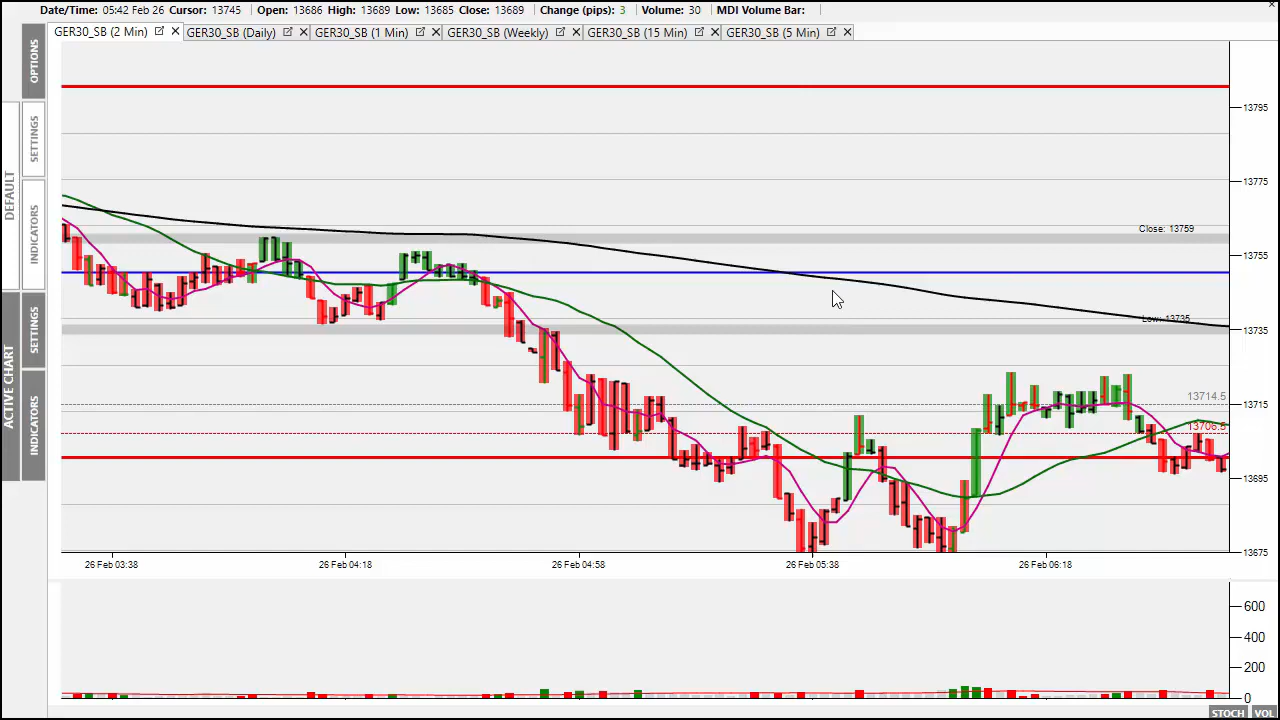 Date/Time: 05:42 Feb 26 Cursor: 13745 Open: 13686 High: 13689 Low: 13685 Close: 13689 Change (pips): 3 Volume: 30 MDI Volume Bar:
GER30_SB (2 Min) GER30_SB (Daily) GER30_SB (1 Min) GER30_SB (Weekly) GER30_SB (15 Min) GER30_SB (5 Min)
OPTIONS
SETTINGS
DEFAULT
INDICATORS
SETTINGS
ACTIVE CHART
INDICATORS
13795
13775
Close: 13759
13755
Low: 13735
13735
13714.5
13715
13706.5
13695
13675
26 Feb 03:38 26 Feb 04:18 26 Feb 04:58 26 Feb 05:38 26 Feb 06:18
600
400
200
0
STOCH VOL